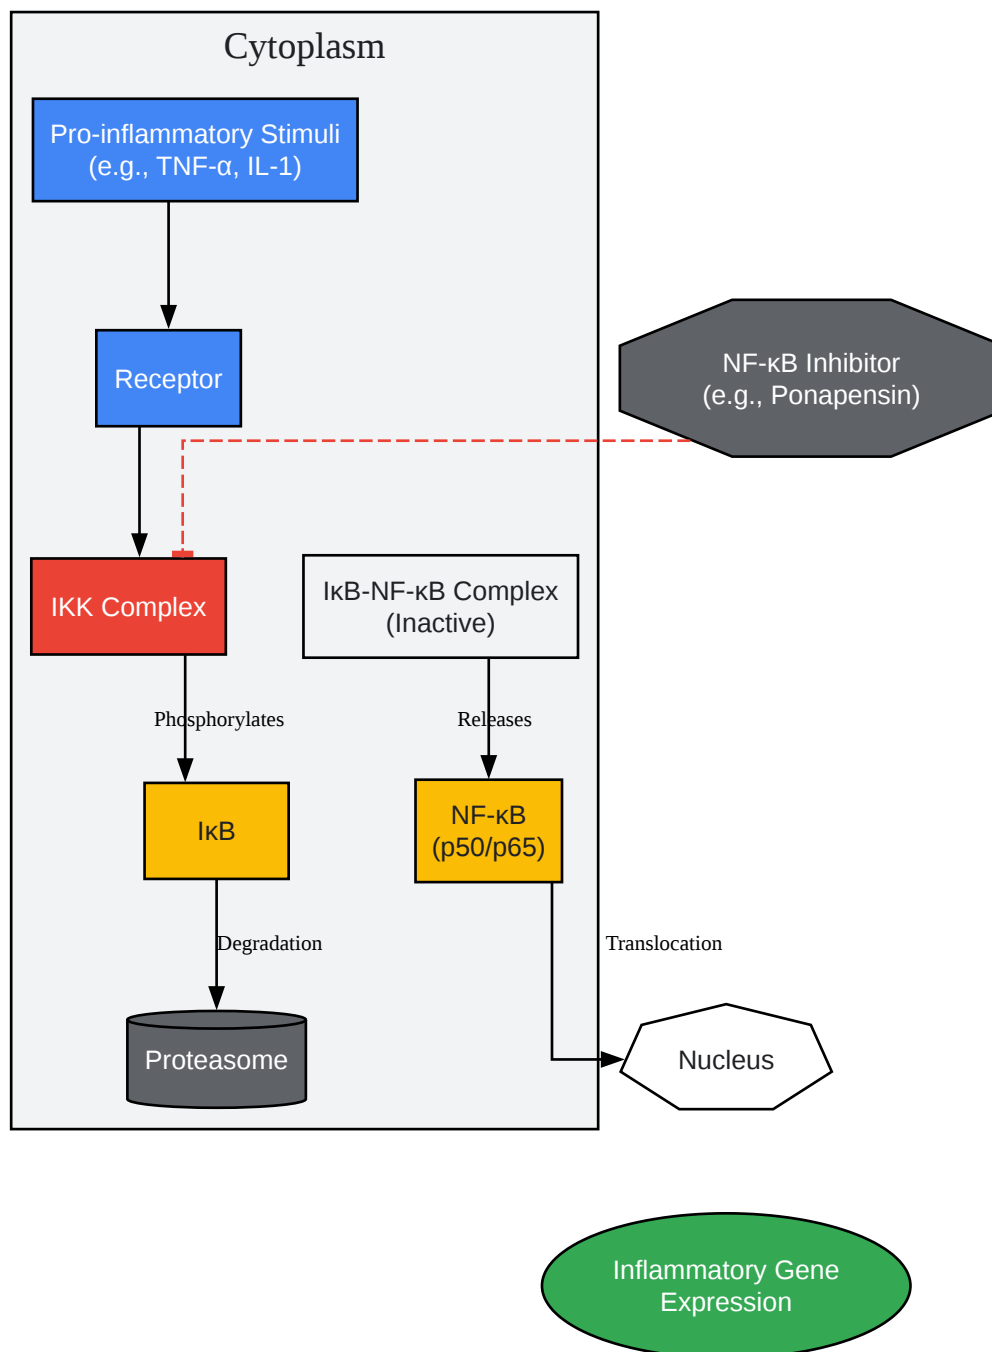 Cytoplasm
Pro-inflammatory Stimuli
(e.g., TNF-α, IL-1)
Receptor
NF-κB Inhibitor
(e.g., Ponapensin)
IKK Complex
IκB-NF-κB Complex
(Inactive)
Phosphorylates
Releases
IκB
NF-κB
(p50/p65)
Degradation
Translocation
Proteasome
Nucleus
Inflammatory Gene
Expression